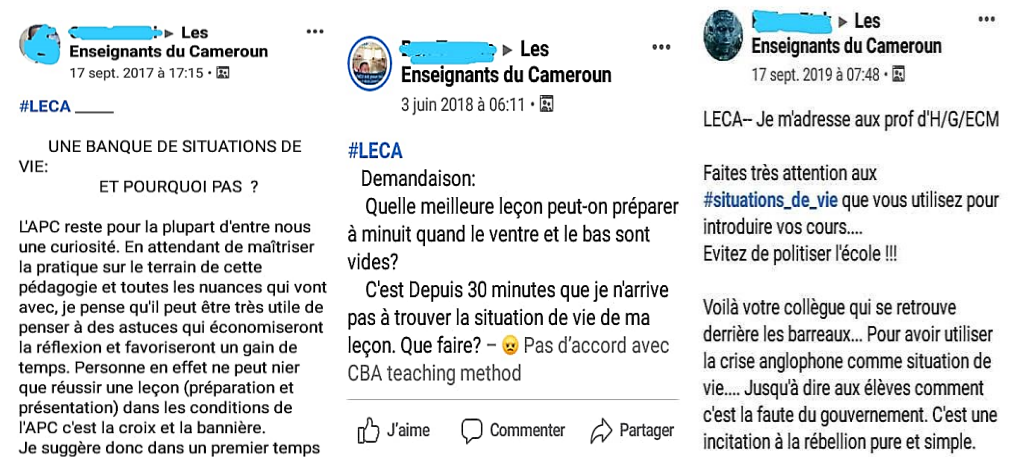 Les
Enseignants du Cameroun
17 sept. 2017 à 17:15 •
#LECA _____
UNE BANQUE DE SITUATIONS DE
VIE:
ET POURQUOI PAS ?
L'APC reste pour la plupart d'entre nous
une curiosité. En attendant de maîtriser
la pratique sur le terrain de cette
pédagogie et toutes les nuances qui vont
avec, je pense qu'il peut être très utile de
penser à des astuces qui économiseront
la réflexion et favoriseront un gain de
temps. Personne en effet ne peut nier
que réussir une leçon (préparation et
présentation) dans les conditions de
l'APC c'est la croix et la bannière.
Je suggère donc dans un premier temps
Les
Enseignants du Cameroun
3 juin 2018 à 06:11 •
#LECA
Demandaison:
Quelle meilleure leçon peut-on préparer
à minuit quand le ventre et le bas sont
vides?
C'est Depuis 30 minutes que je n'arrive
pas à trouver la situation de vie de ma
leçon. Que faire? – 😠 Pas d'accord avec
CBA teaching method
J'aime Commenter Partager
Les
Enseignants du Cameroun
17 sept. 2019 à 07:48 •
LECA-- Je m'adresse aux prof d'H/G/ECM
Faites très attention aux
#situations_de_vie que vous utilisez pour
introduire vos cours....
Evitez de politiser l'école !!!
Voilà votre collègue qui se retrouve
derrière les barreaux... Pour avoir utiliser
la crise anglophone comme situation de
vie.... Jusqu'à dire aux élèves comment
c'est la faute du gouvernement. C'est une
incitation à la rébellion pure et simple.